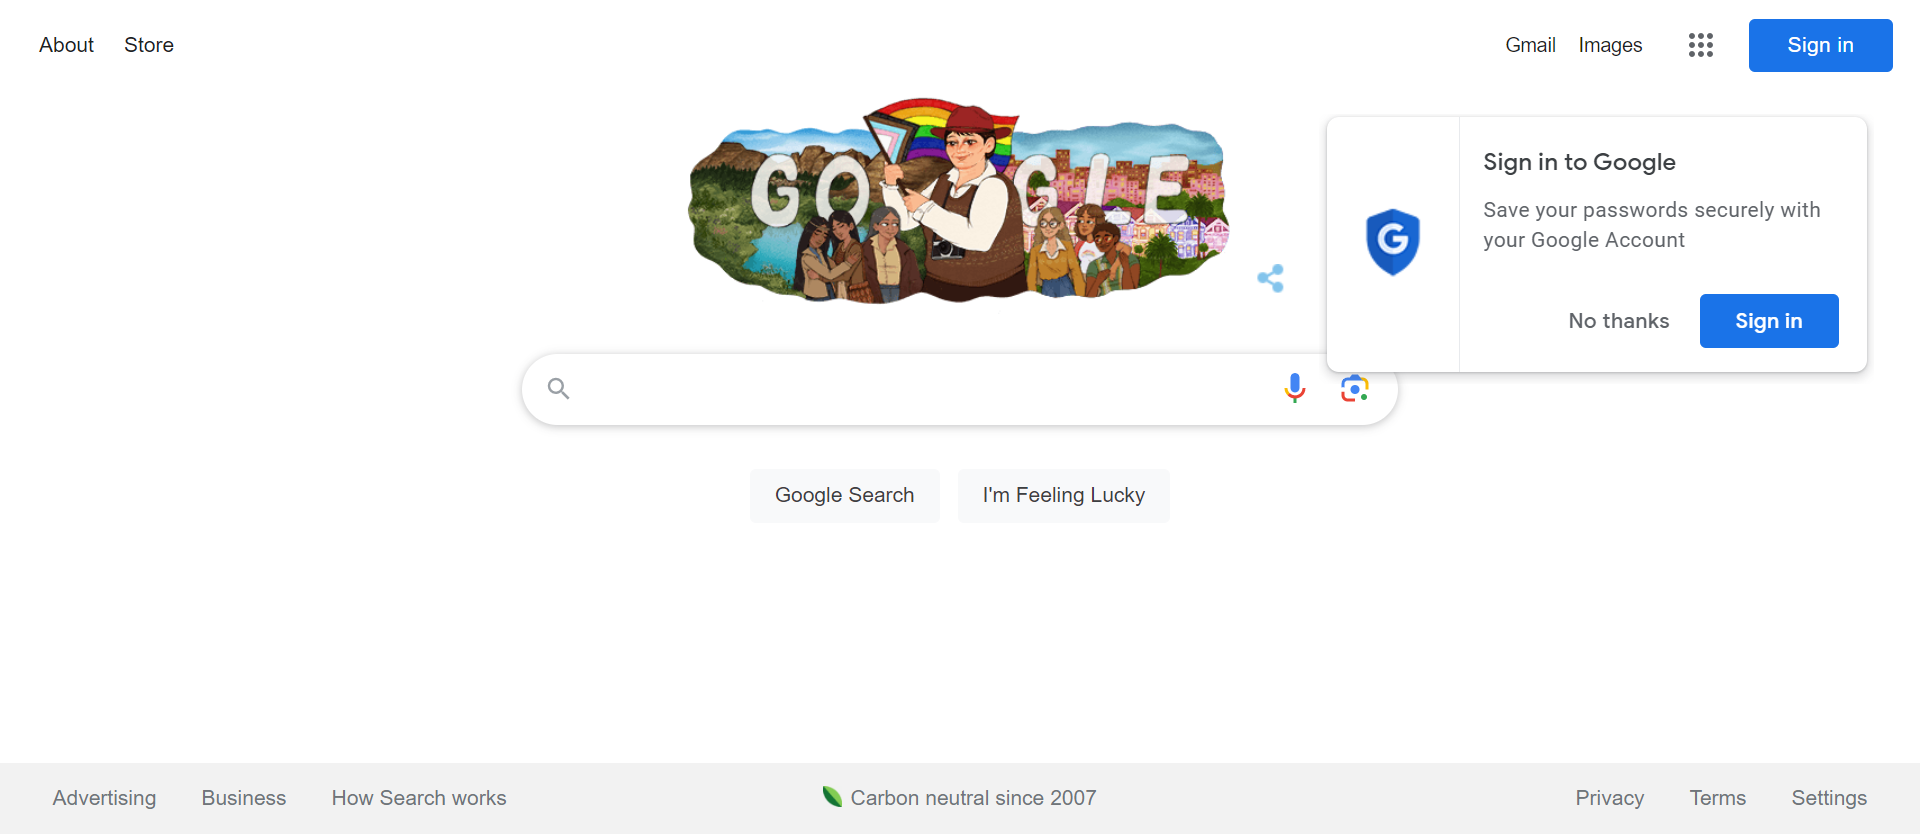 About Store
Gmail Images
Sign in
GOOGLE
Sign in to Google
Save your passwords securely with
your Google Account
No thanks
Sign in
Google Search
I'm Feeling Lucky
Advertising Business How Search works
Carbon neutral since 2007
Privacy Terms Settings